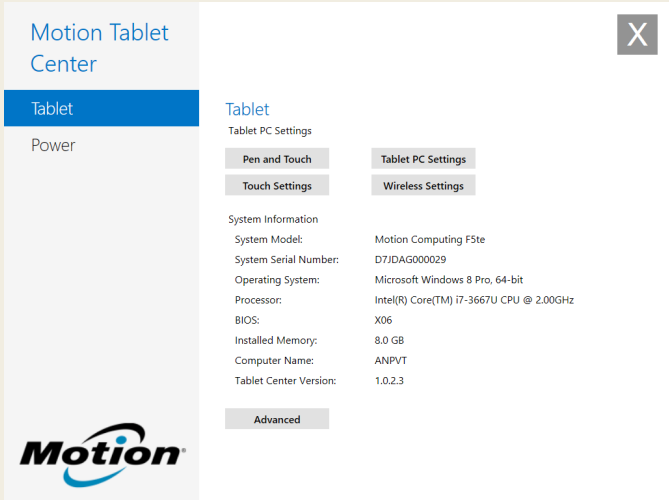 Motion Tablet
Center
X
Tablet
Power
Tablet
Tablet PC Settings
Pen and Touch Tablet PC Settings
Touch Settings Wireless Settings
System Information
System Model: Motion Computing F5te
System Serial Number: D7JDAG000029
Operating System: Microsoft Windows 8 Pro, 64-bit
Processor: Intel(R) Core(TM) i7-3667U CPU @ 2.00GHz
BIOS: X06
Installed Memory: 8.0 GB
Computer Name: ANPVT
Tablet Center Version: 1.0.2.3
Advanced
Motion®